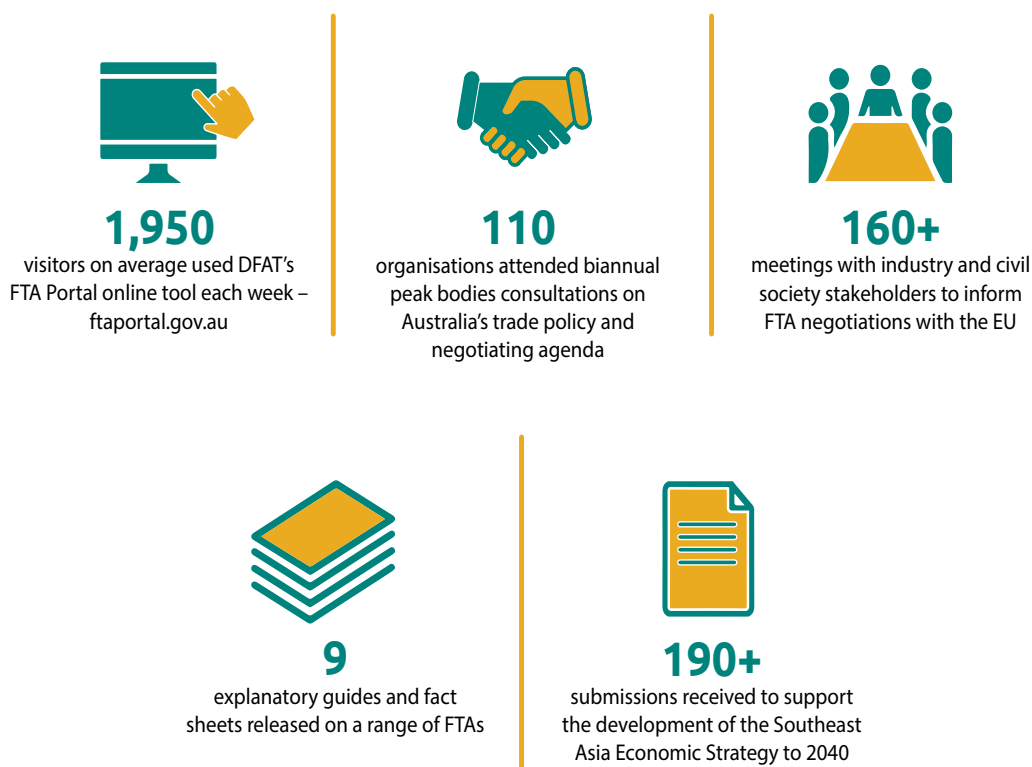 1,950
visitors on average used DFAT’s
FTA Portal online tool each week –
ftaportal.gov.au
110
organisations attended biannual
peak bodies consultations on
Australia’s trade policy and
negotiating agenda
160+
meetings with industry and civil
society stakeholders to inform
FTA negotiations with the EU
9
explanatory guides and fact
sheets released on a range of FTAs
190+
submissions received to support
the development of the Southeast
Asia Economic Strategy to 2040